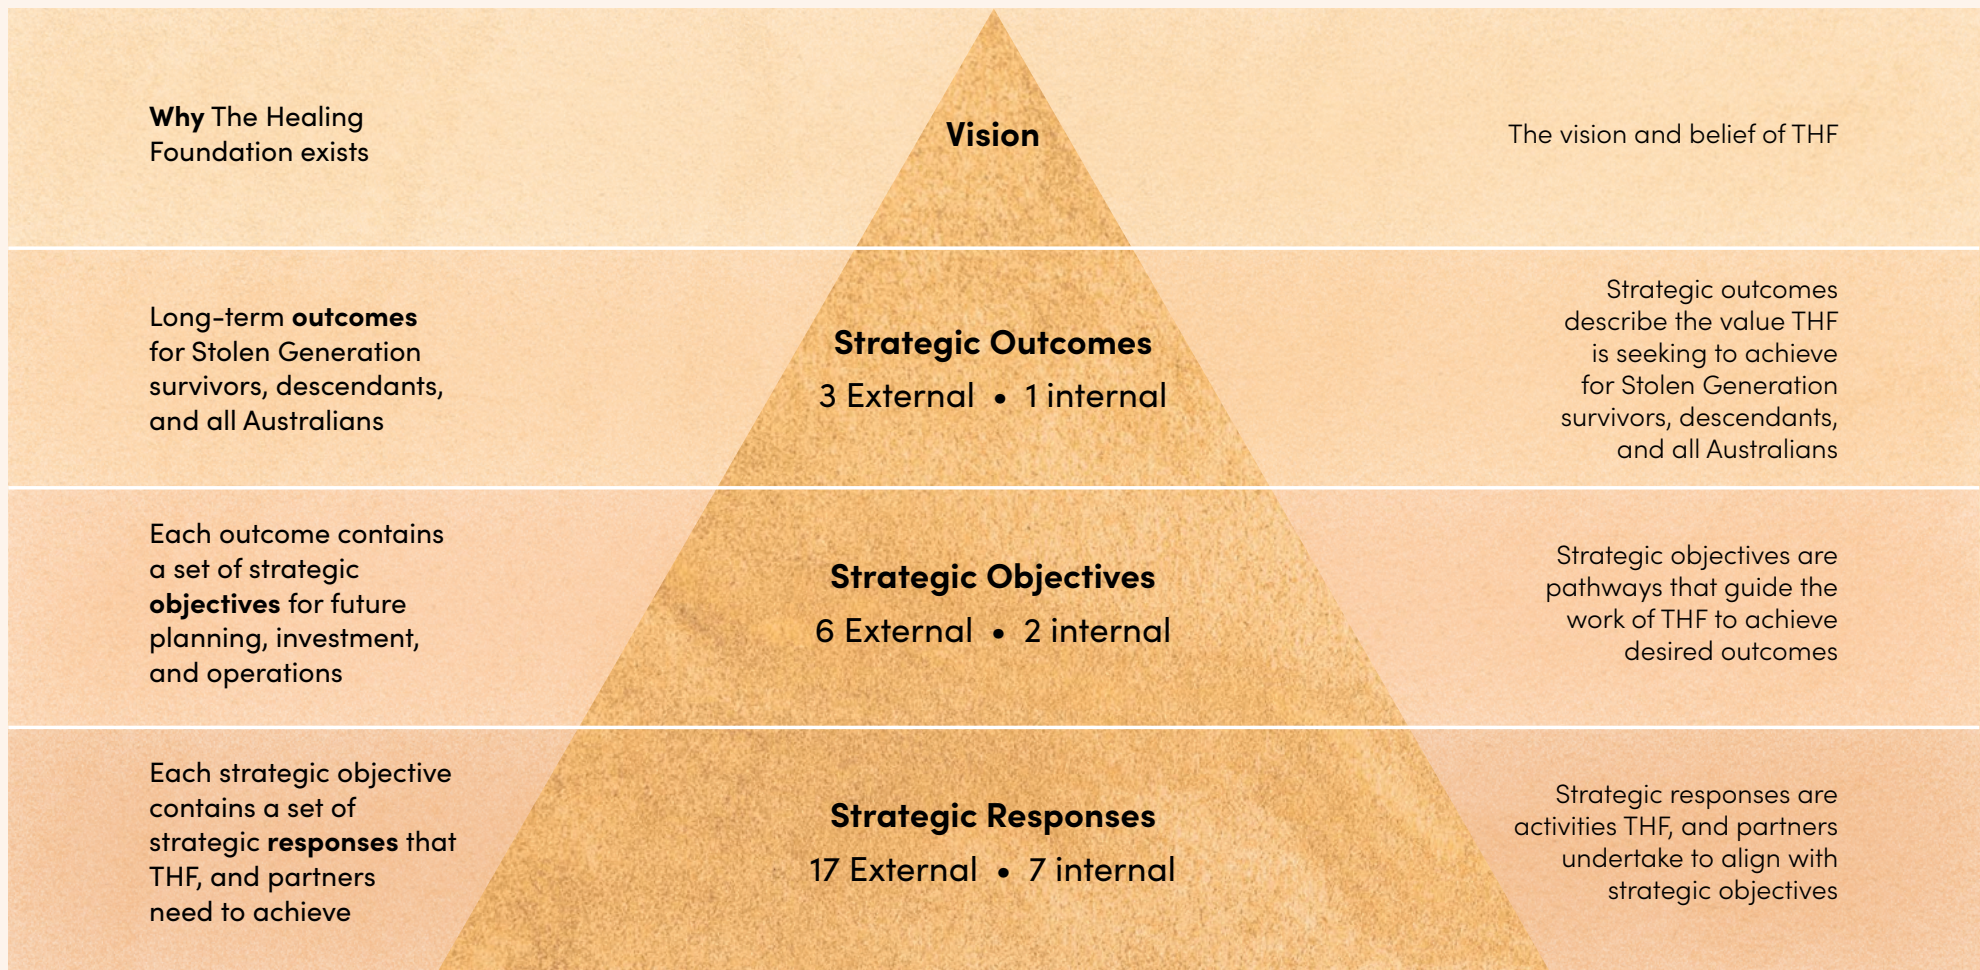 Why The Healing
Foundation exists
Vision
The vision and belief of THF
Long-term outcomes
for Stolen Generation
survivors, descendants,
and all Australians
Strategic Outcomes
3 External • 1 internal
Strategic outcomes
describe the value THF
is seeking to achieve
for Stolen Generation
survivors, descendants,
and all Australians
Each outcome contains
a set of strategic
objectives for future
planning, investment,
and operations
Strategic Objectives
6 External • 2 internal
Strategic objectives are
pathways that guide the
work of THF to achieve
desired outcomes
Each strategic objective
contains a set of
strategic responses that
THF, and partners
need to achieve
Strategic Responses
17 External • 7 internal
Strategic responses are
activities THF, and partners
undertake to align with
strategic objectives